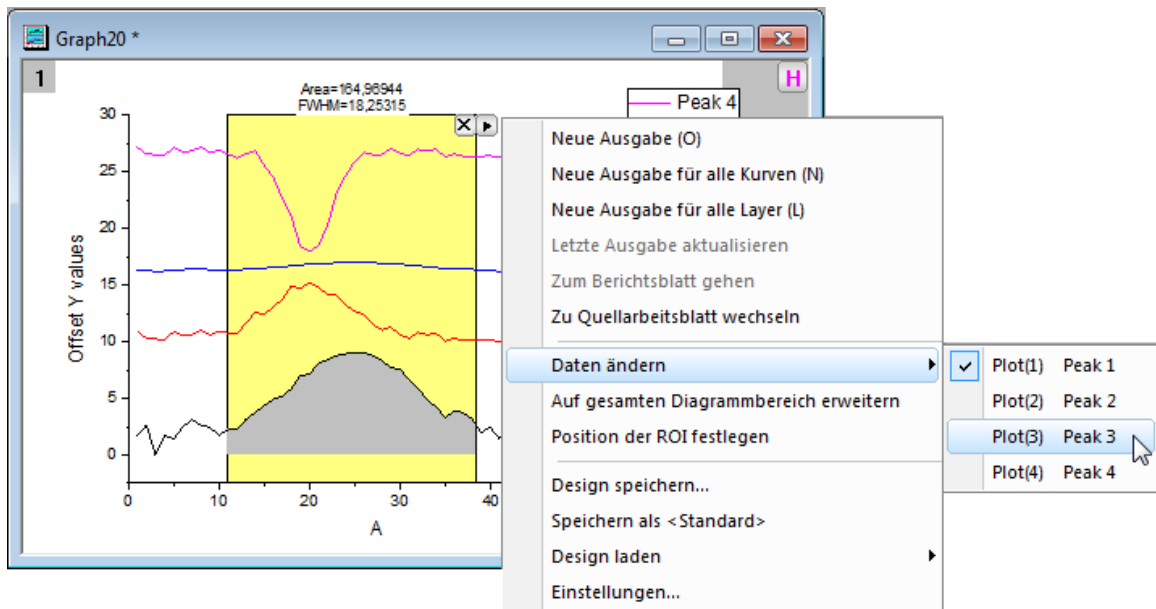 Graph20 *
1
H
Area=164,96944
FWHM=18,25315
Peak 4
30
25
20
15
10
5
0
Offset Y values
0
10
20
30
40
A
Neue Ausgabe (O)
Neue Ausgabe für alle Kurven (N)
Neue Ausgabe für alle Layer (L)
Letzte Ausgabe aktualisieren
Zum Berichtsblatt gehen
Zu Quellarbeitsblatt wechseln
Daten ändern
Auf gesamten Diagrammbereich erweitern
Position der ROI festlegen
Design speichern...
Speichern als <Standard>
Design laden
Einstellungen...
Plot(1) Peak 1
Plot(2) Peak 2
Plot(3) Peak 3
Plot(4) Peak 4